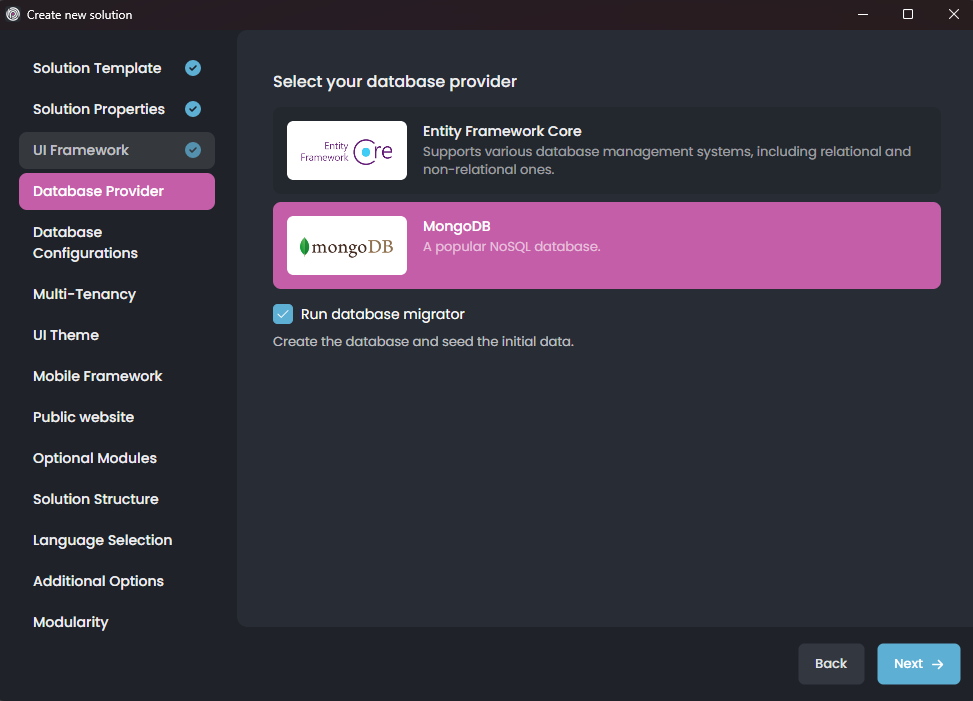 Create new solution
Solution Template
Solution Properties
UI Framework
Database Provider
Database
Configurations
Multi-Tenancy
UI Theme
Mobile Framework
Public website
Optional Modules
Solution Structure
Language Selection
Additional Options
Modularity
Select your database provider
Entity
Framework Core
Entity Framework Core
Supports various database management systems, including relational and
non-relational ones.
mongoDB
MongoDB
A popular NoSQL database.
Run database migrator
Create the database and seed the initial data.
Back
Next